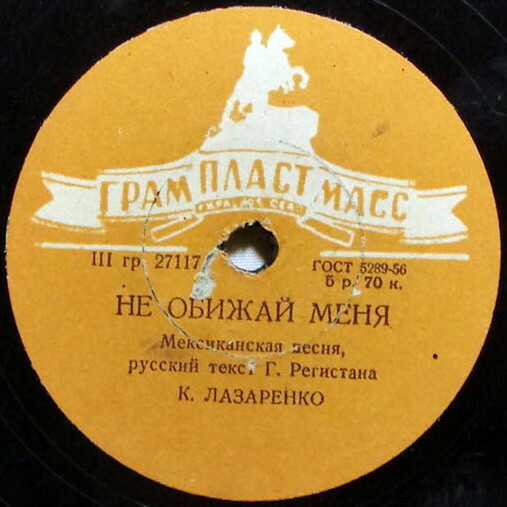 ГРАМПЛАСТМАСС
III гр. 27117
ГОСТ 5289-56
5 р. 70 к.
НЕ ОБИЖАЙ МЕНЯ
Мексиканская песня,
русский текст Г. Регистана
К. ЛАЗАРЕНКО